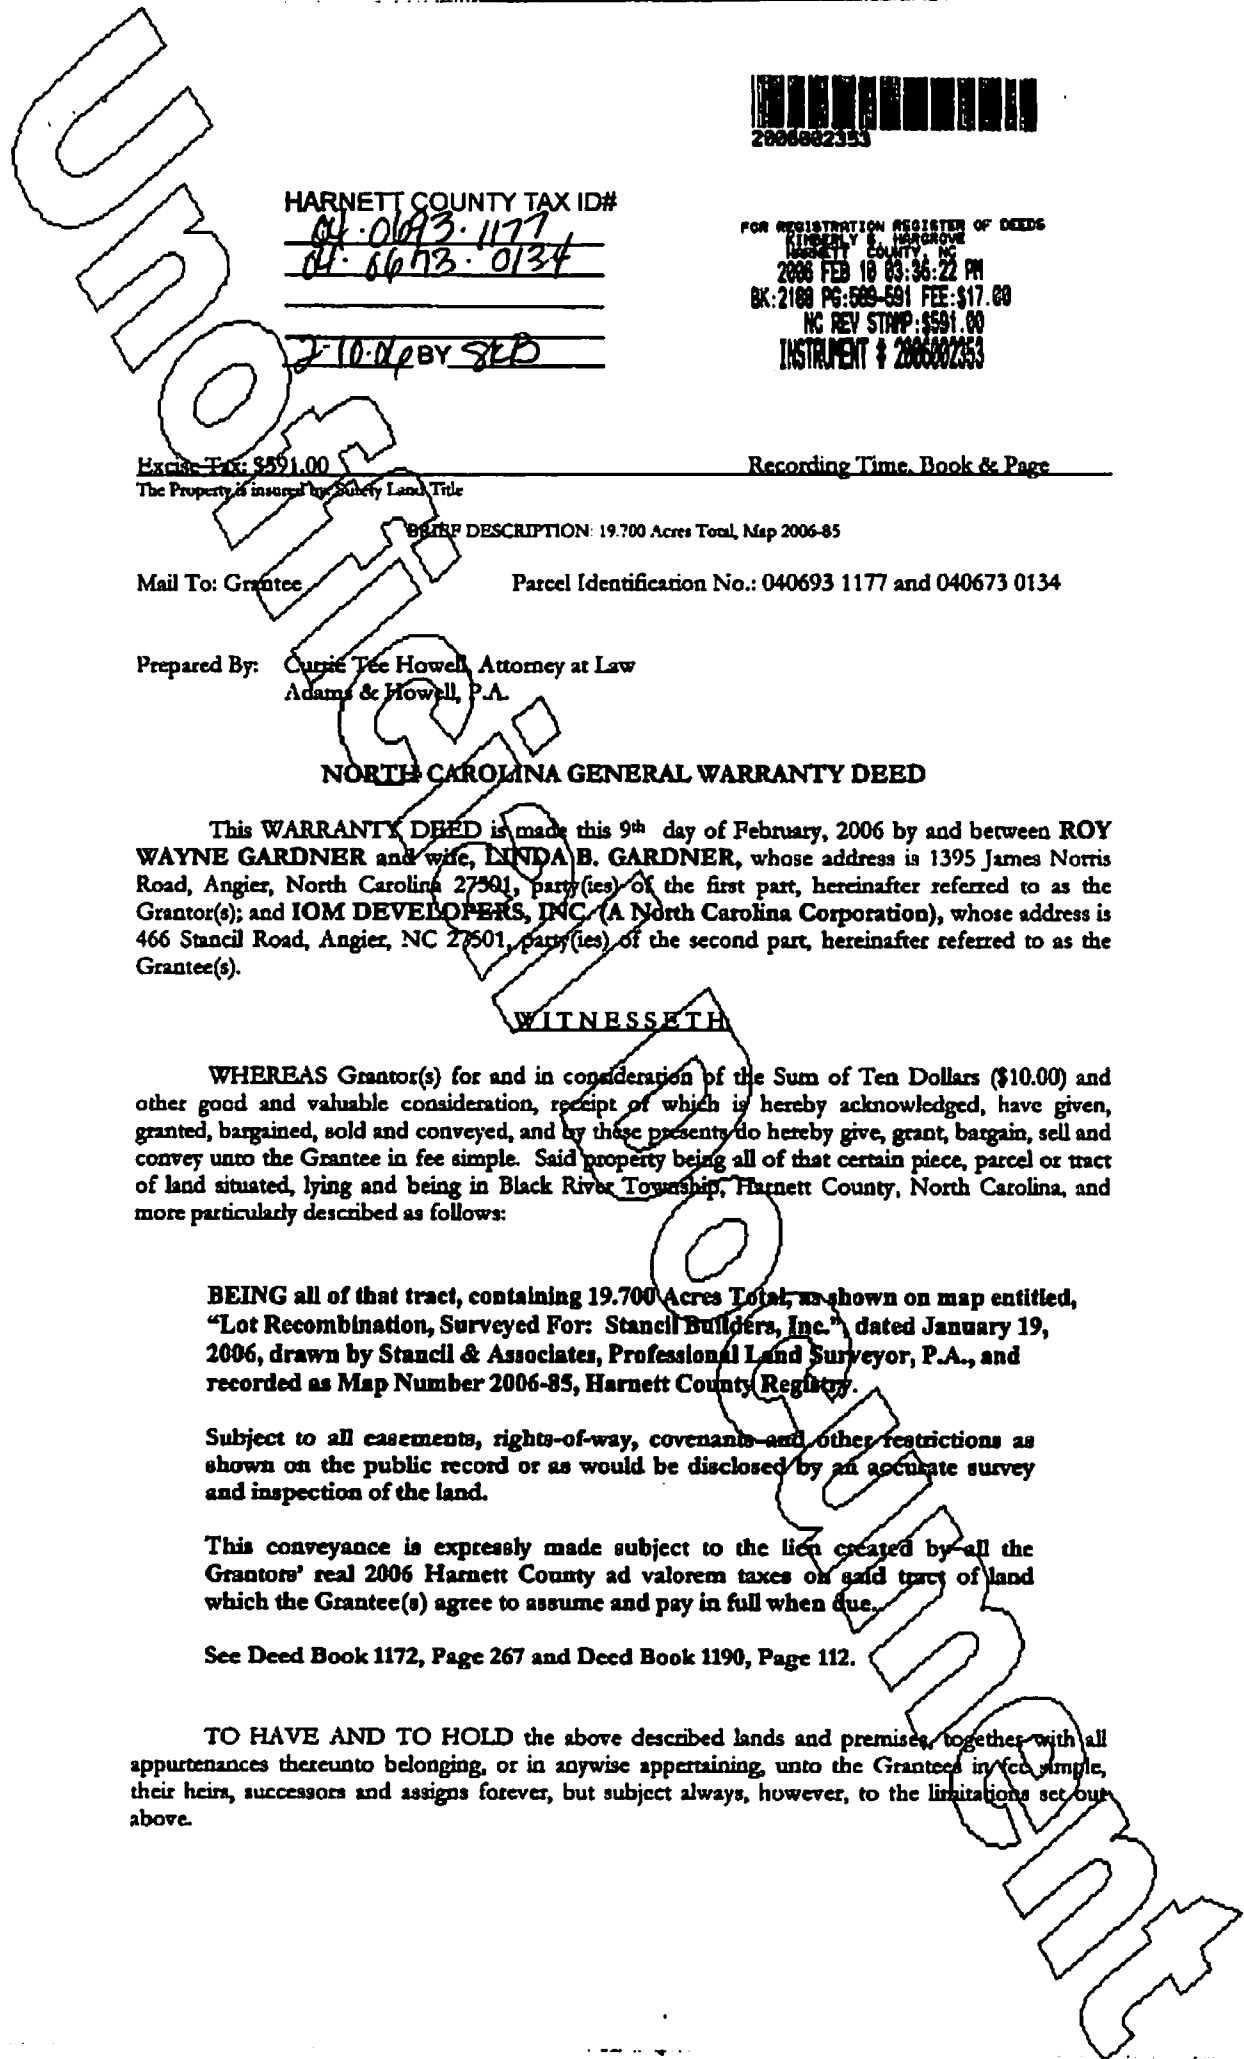 2006002353
HARNETT COUNTY TAX ID#
04.0693.1177
04.0673.0134
2-10-06 BY SKB
FOR REGISTRATION REGISTER OF DEEDS
KIMBERLY S. HARGROVE
HARNETT COUNTY, NC
2006 FEB 10 03:36:22 PM
BK:2188 PG:589-591 FEE:$17.00
NC REV STAMP:$591.00
INSTRUMENT # 2006002353
Excise Tax: $591.00 Recording Time, Book & Page
The Property is insured by: Surety Land Title
BRIEF DESCRIPTION: 19.700 Acres Total, Map 2006-85
Mail To: Grantee Parcel Identification No.: 040693 1177 and 040673 0134
Prepared By: Currie Tee Howell, Attorney at Law
Adams & Howell, P.A.
NORTH CAROLINA GENERAL WARRANTY DEED
This WARRANTY DEED is made this 9th day of February, 2006 by and between ROY
WAYNE GARDNER and wife, LINDA B. GARDNER, whose address is 1395 James Norris
Road, Angier, North Carolina 27501, party(ies) of the first part, hereinafter referred to as the
Grantor(s); and IOM DEVELOPERS, INC. (A North Carolina Corporation), whose address is
466 Stancil Road, Angier, NC 27501, party(ies) of the second part, hereinafter referred to as the
Grantee(s).
WITNESSETH
WHEREAS Grantor(s) for and in consideration of the Sum of Ten Dollars ($10.00) and
other good and valuable consideration, receipt of which is hereby acknowledged, have given,
granted, bargained, sold and conveyed, and by these presents do hereby give, grant, bargain, sell and
convey unto the Grantee in fee simple. Said property being all of that certain piece, parcel or tract
of land situated, lying and being in Black River Township, Harnett County, North Carolina, and
more particularly described as follows:
BEING all of that tract, containing 19.700 Acres Total, as shown on map entitled,
“Lot Recombination, Surveyed For: Stancil Builders, Inc.”, dated January 19,
2006, drawn by Stancil & Associates, Professional Land Surveyor, P.A., and
recorded as Map Number 2006-85, Harnett County Registry.
Subject to all easements, rights-of-way, covenants and other restrictions as
shown on the public record or as would be disclosed by an accurate survey
and inspection of the land.
This conveyance is expressly made subject to the lien created by all the
Grantors’ real 2006 Harnett County ad valorem taxes on said tract of land
which the Grantee(s) agree to assume and pay in full when due.
See Deed Book 1172, Page 267 and Deed Book 1190, Page 112.
TO HAVE AND TO HOLD the above described lands and premises, together with all
appurtenances thereunto belonging, or in anywise appertaining, unto the Grantees in fee simple,
their heirs, successors and assigns forever, but subject always, however, to the limitations set out
above.
Unofficial Document